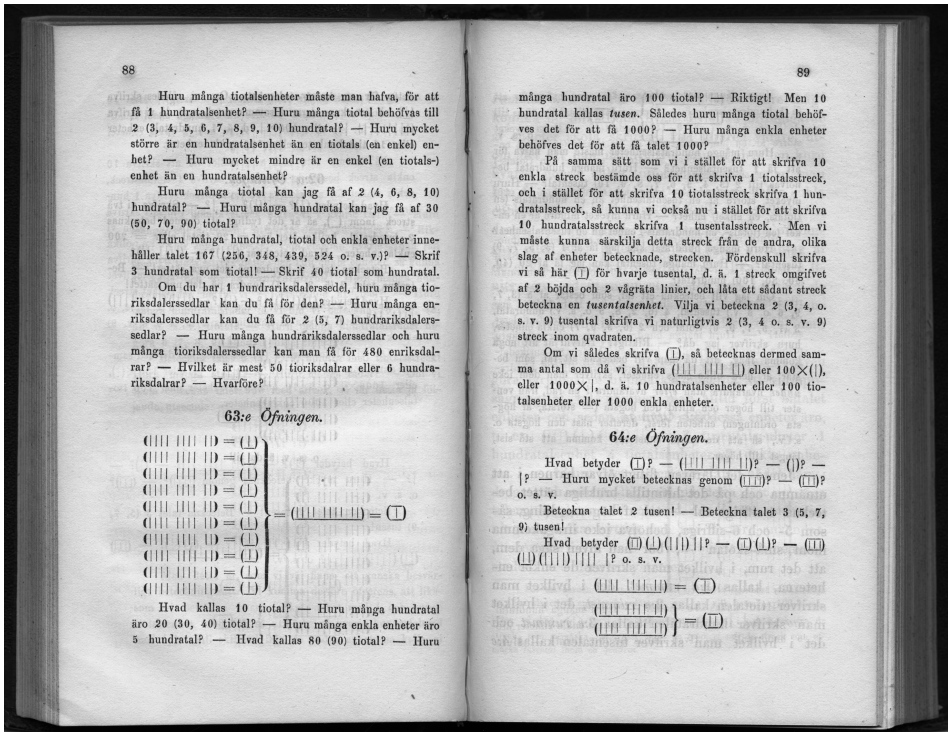 88
Huru många tiotalsenheter måste man hafva, för att
få 1 hundratalsenhet? — Huru många tiotal behöfvas till
2 (3, 4, 5, 6, 7, 8, 9, 10) hundratal? — Huru mycket
större är en hundratalsenhet än en tiotals (en enkel) en-
het? — Huru mycket mindre är en enkel (en tiotals-)
enhet än en hundratalsenhet?
Huru många tiotal kan jag få af 2 (4, 6, 8, 10)
hundratal? — Huru många hundratal kan jag få af 30
(50, 70, 90) tiotal?
Huru många hundratal, tiotal och enkla enheter inne-
håller talet 167 (256, 348, 439, 524 o. s. v.)? — Skrif
3 hundratal som tiotal! — Skrif 40 tiotal som hundratal.
Om du har 1 hundrariksdalerssedel, huru många tio-
riksdalerssedlar kan du få för den? — Huru många en-
riksdalerssedlar kan du få för 2 (5, 7) hundrariksdalers-
sedlar? — Huru många hundrariksdalerssedlar och huru
många tioriksdalerssedlar kan man få för 480 enriksdal-
rar? — Hvilket är mest 50 tioriksdalrar eller 6 hundra-
riksdalrar? — Hvarföre?
63:e Öfningen.
(|||| |||| ||) = (|)
(|||| |||| ||) = (|)
(|||| |||| ||) = (|)
(|||| |||| ||) = (|)
(|||| |||| ||) = (|)
(|||| |||| ||) = (|) = (|||| |||| ||) = (|)
(|||| |||| ||) = (|)
(|||| |||| ||) = (|)
(|||| |||| ||) = (|)
(|||| |||| ||) = (|)
Hvad kallas 10 tiotal? — Huru många hundratal
äro 20 (30, 40) tiotal? — Huru många enkla enheter äro
5 hundratal? — Hvad kallas 80 (90) tiotal? — Huru
89
många hundratal äro 100 tiotal? — Riktigt! Men 10
hundratal kallas tusen. Således huru många tiotal behöf-
ves det för att få 1000? — Huru många enkla enheter
behöfves det för att få talet 1000?
På samma sätt som vi i stället för att skrifva 10
enkla streck bestämde oss för att skrifva 1 tiotalsstreck,
och i stället för att skrifva 10 tiotalsstreck skrifva 1 hun-
dratalsstreck, så kunna vi också nu i stället för att skrifva
10 hundratalsstreck skrifva 1 tusentalsstreck. Men vi
måste kunna särskilja detta streck från de andra, olika
slag af enheter betecknade, strecken. Fördenskull skrifva
vi så här (|) för hvarje tusental, d. ä. 1 streck omgifvet
af 2 böjda och 2 vågräta linier, och låta ett sådant streck
beteckna en tusentalsenhet. Vilja vi beteckna 2 (3, 4, o.
s. v. 9) tusental skrifva vi naturligtvis 2 (3, 4 o. s. v. 9)
streck inom qvadraten.
Om vi således skrifva (|), så betecknas dermed sam-
ma antal som då vi skrifva (|||| |||| ||) eller 100×(|),
eller 1000×|, d. ä. 10 hundratalsenheter eller 100 tio-
talsenheter eller 1000 enkla enheter.
64:e Öfningen.
Hvad betyder (|)? — (|||| |||| ||)? — (|)? —
|? — Huru mycket betecknas genom (||||)? — (|||)?
o. s. v.
Beteckna talet 2 tusen! — Beteckna talet 3 (5, 7,
9) tusen!
Hvad betyder (||) (|) (|||) ||? — (|) (|)? — (|||)
(||) (|||) |||| |? o. s. v.
(|||| |||| ||) = (|)
(|||| |||| ||)
(|||| |||| ||) = (||)